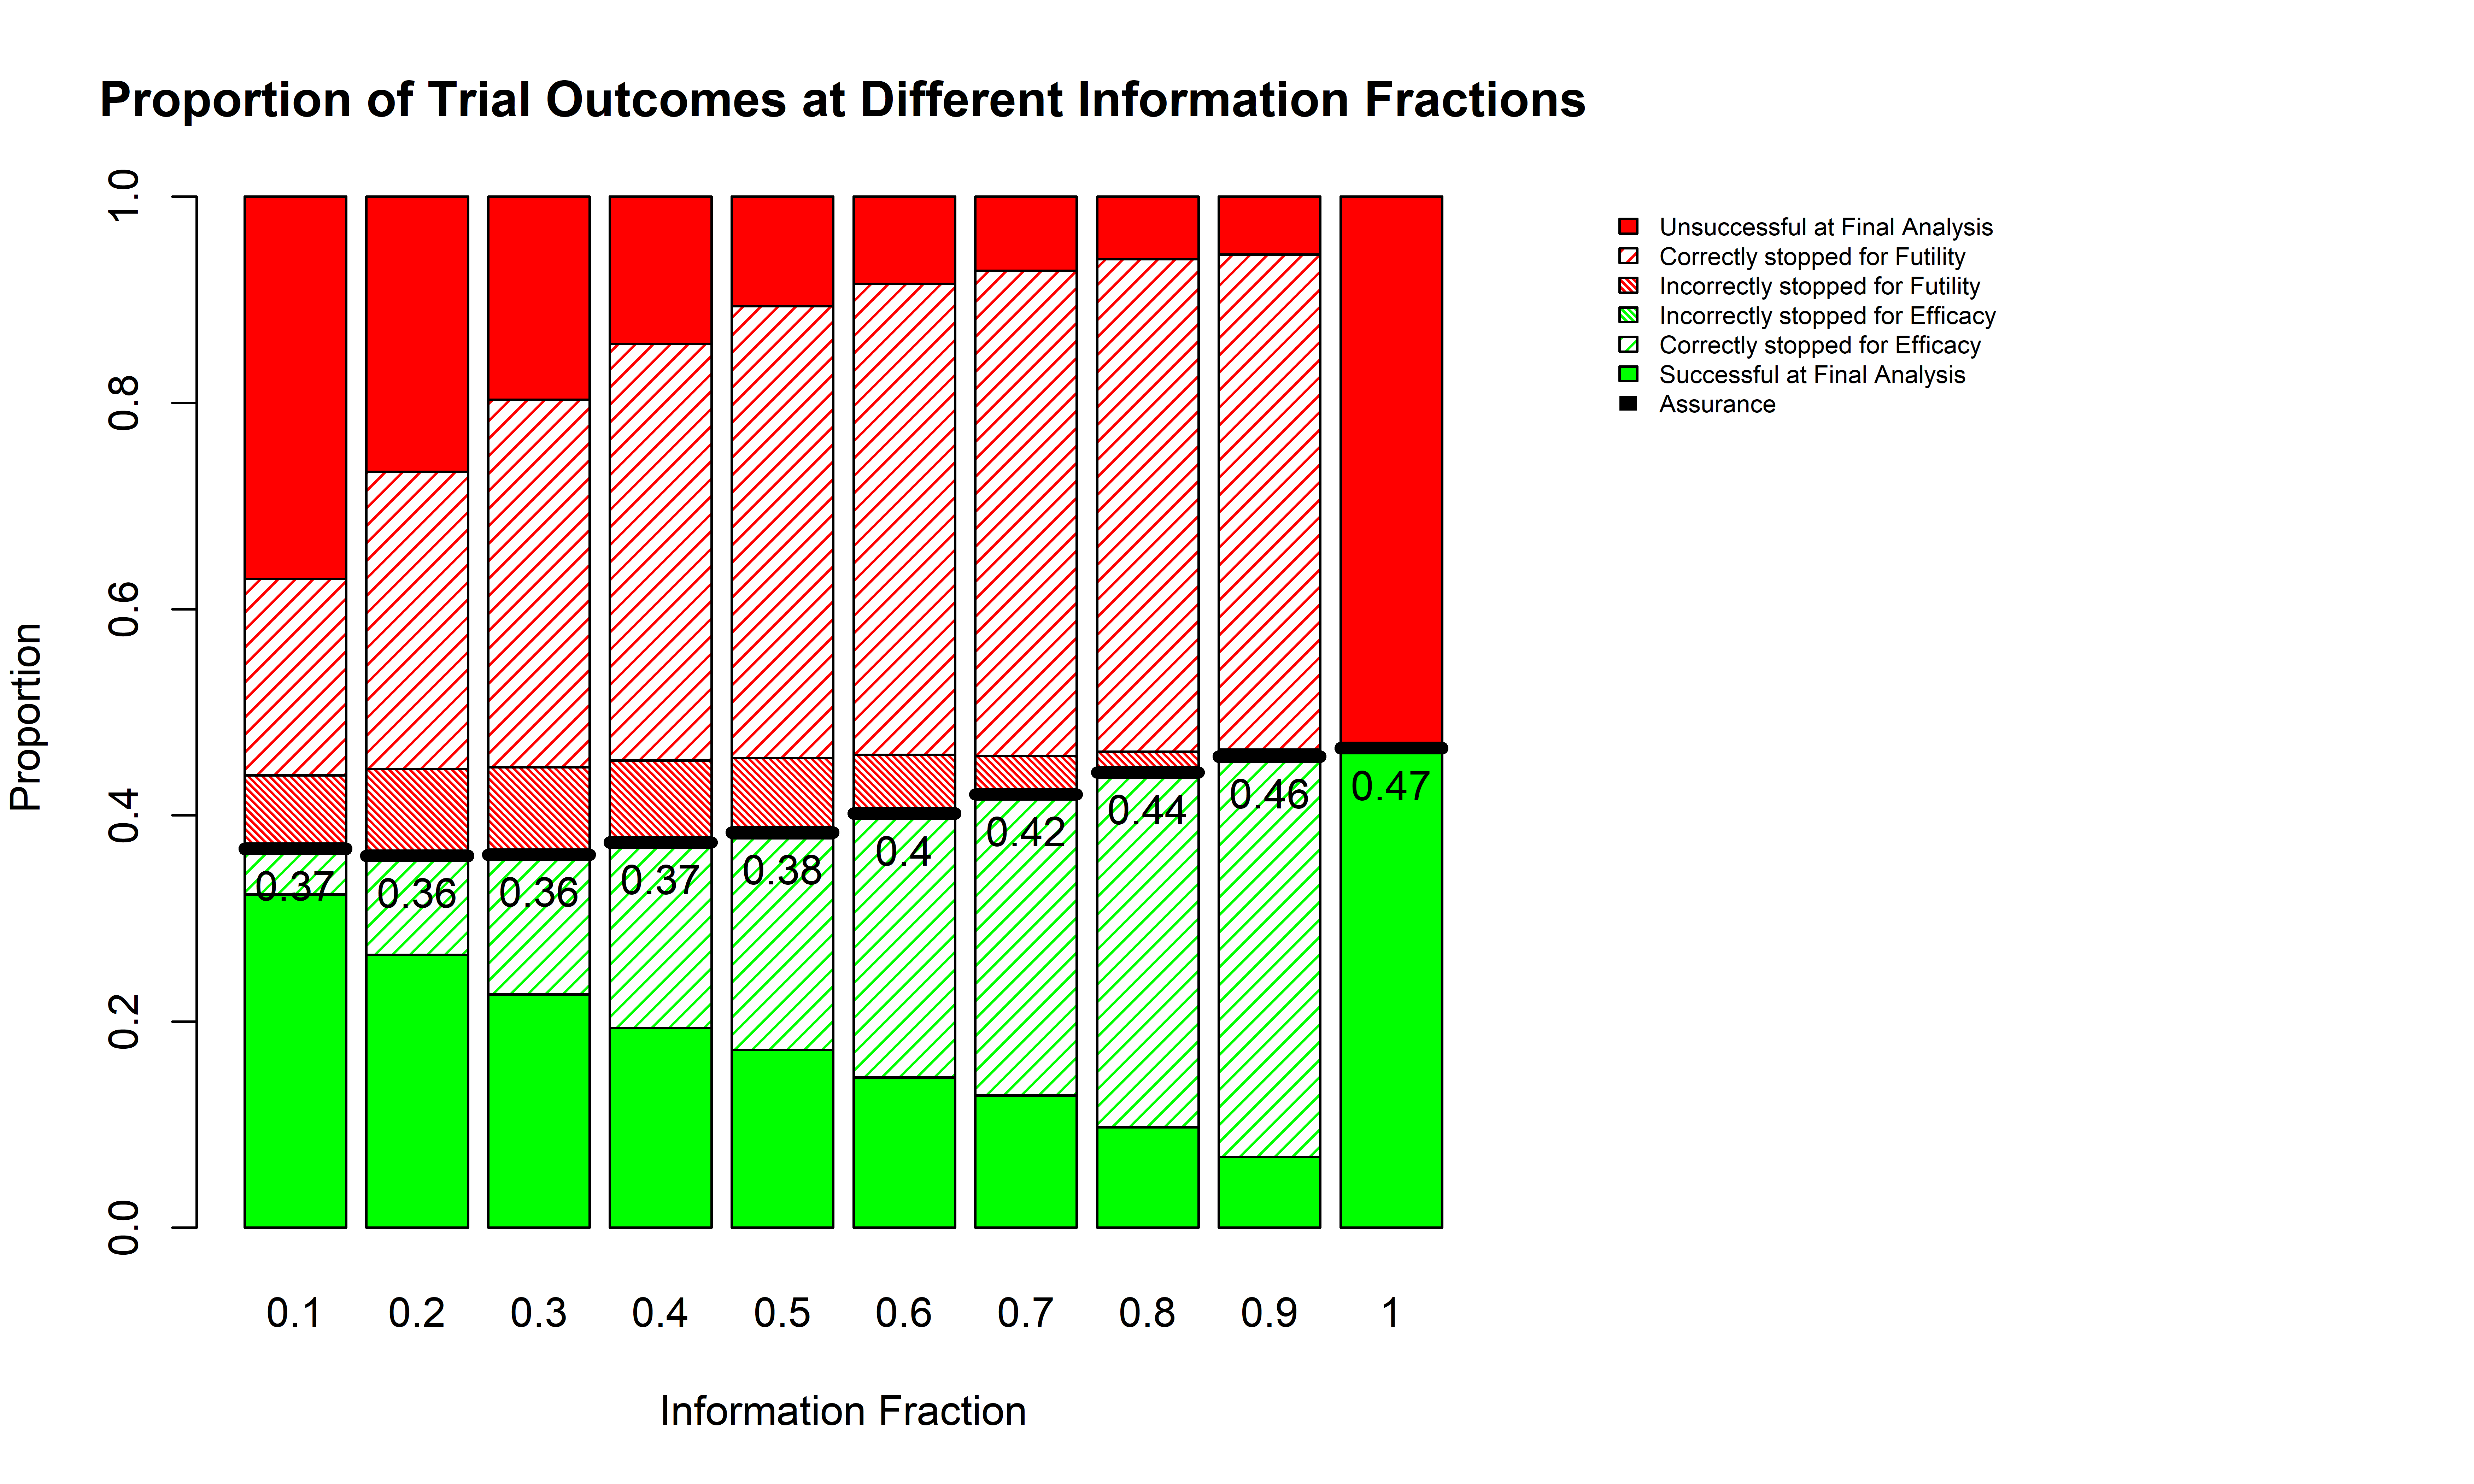 Proportion of Trial Outcomes at Different Information Fractions
Proportion
1.0
0.8
0.6
0.4
0.2
0.0
0.37
0.36
0.36
0.37
0.38
0.4
0.42
0.44
0.46
0.47
0.1 0.2 0.3 0.4 0.5 0.6 0.7 0.8 0.9 1
Information Fraction
Unsuccessful at Final Analysis
Correctly stopped for Futility
Incorrectly stopped for Futility
Incorrectly stopped for Efficacy
Correctly stopped for Efficacy
Successful at Final Analysis
Assurance